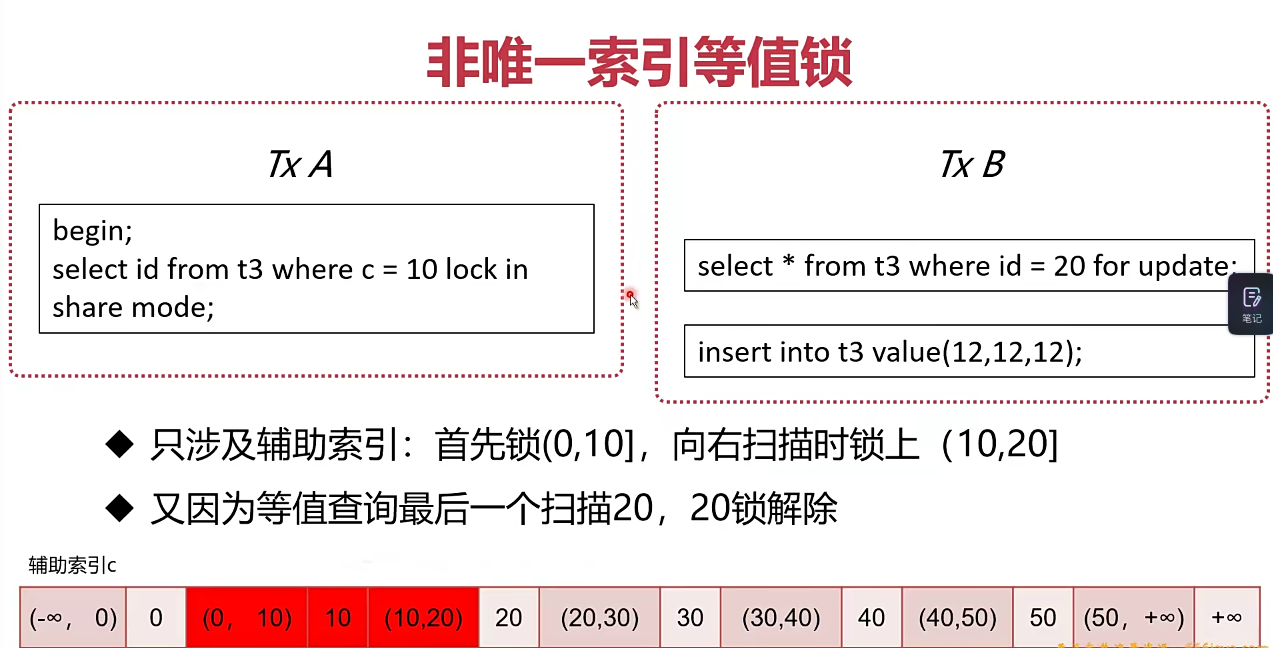 非唯一索引等值锁
Tx A
begin;
select id from t3 where c = 10 lock in
share mode;
Tx B
select * from t3 where id = 20 for update;
insert into t3 value(12,12,12);
笔记
◆ 只涉及辅助索引：首先锁(0,10]，向右扫描时锁上（10,20]
◆ 又因为等值查询最后一个扫描20，20锁解除
辅助索引c
(-∞， 0) 0 (0， 10) 10 (10,20) 20 (20,30) 30 (30,40) 40 (40,50) 50 (50，+∞) +∞